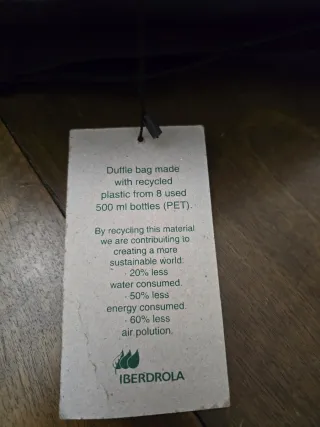 Duffle bag made
with recycled
plastic from 8 used
500 ml bottles (PET).
By recycling this material
we are contribuiting to
creating a more
sustainable world:
· 20% less
water consumed.
· 50% less
energy consumed.
· 60% less
air polution.
IBERDROLA